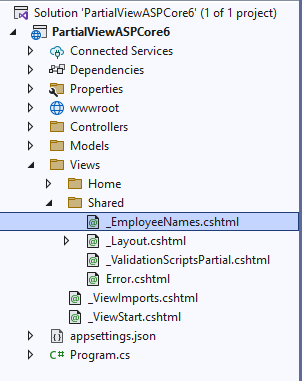 Solution 'PartialViewASPCore6' (1 of 1 project)
PartialViewASPCore6
Connected Services
Dependencies
Properties
wwwroot
Controllers
Models
Views
Home
Shared
_EmployeeNames.cshtml
_Layout.cshtml
_ValidationScriptsPartial.cshtml
Error.cshtml
_ViewImports.cshtml
_ViewStart.cshtml
appsettings.json
C# Program.cs